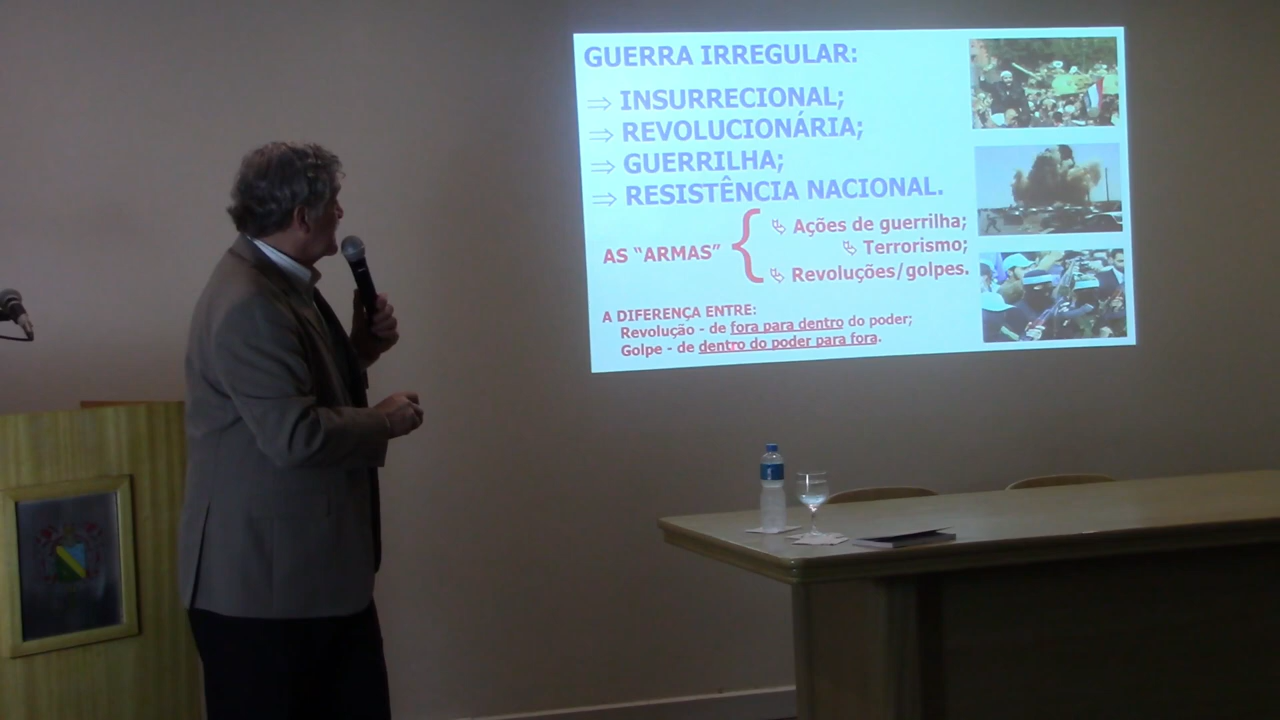 GUERRA IRREGULAR:
⇒ INSURRECIONAL;
⇒ REVOLUCIONÁRIA;
⇒ GUERRILHA;
⇒ RESISTÊNCIA NACIONAL.
AS “ARMAS” {
Ações de guerrilha;
Terrorismo;
Revoluções/golpes.
A DIFERENÇA ENTRE:
Revolução - de fora para dentro do poder;
Golpe - de dentro do poder para fora.